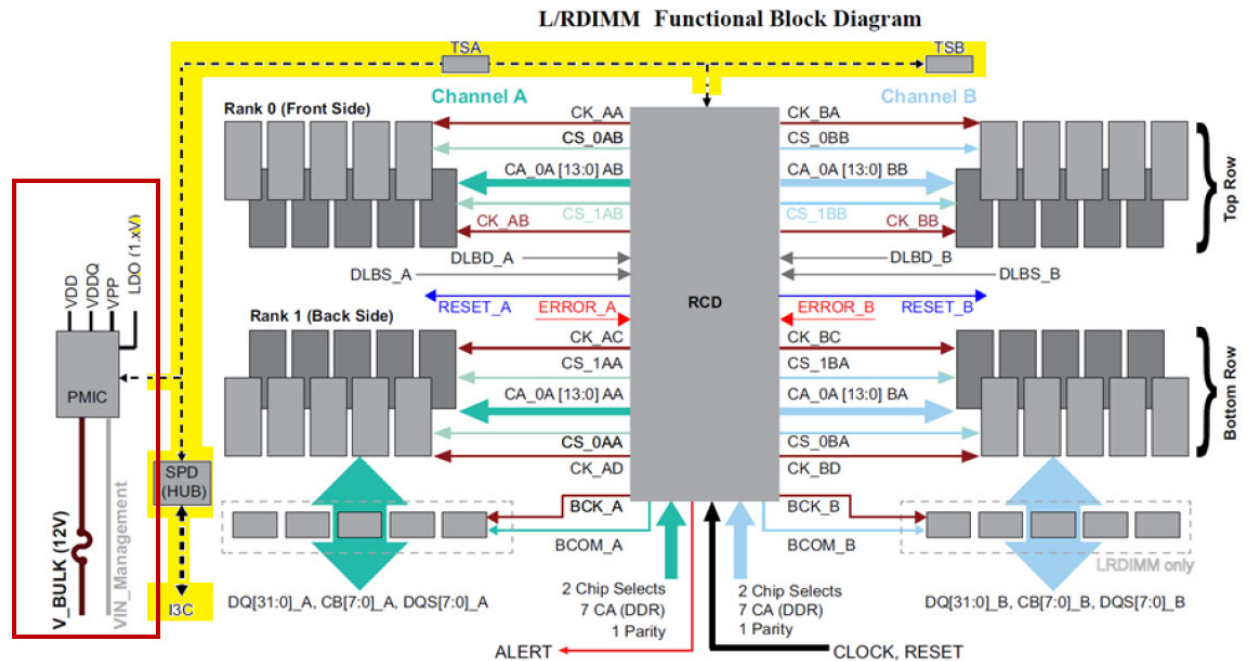 L/RDIMM Functional Block Diagram
TSA
TSB
Channel A
Channel B
Rank 0 (Front Side)
CK_AA
CK_BA
CS_0AB
CS_0BB
CA_0A [13:0] AB
CA_0A [13:0] BB
CS_1AB
CS_1BB
CK_AB
CK_BB
Top Row
DLBD_A
DLBD_B
DLBS_A
DLBS_B
RCD
RESET_A
ERROR_A
ERROR_B
RESET_B
Rank 1 (Back Side)
CK_AC
CK_BC
CS_1AA
CS_1BA
CA_0A [13:0] AA
CA_0A [13:0] BA
CS_0AA
CS_0BA
CK_AD
CK_BD
Bottom Row
VDD
VDDQ
VPP
LDO (1.xV)
PMIC
SPD
(HUB)
V_BULK (12V)
VIN_Management
I3C
BCK_A
BCK_B
BCOM_A
BCOM_B
LRDIMM only
DQ[31:0]_A, CB[7:0]_A, DQS[7:0]_A
2 Chip Selects
7 CA (DDR)
1 Parity
2 Chip Selects
7 CA (DDR)
1 Parity
DQ[31:0]_B, CB[7:0]_B, DQS[7:0]_B
ALERT
CLOCK, RESET